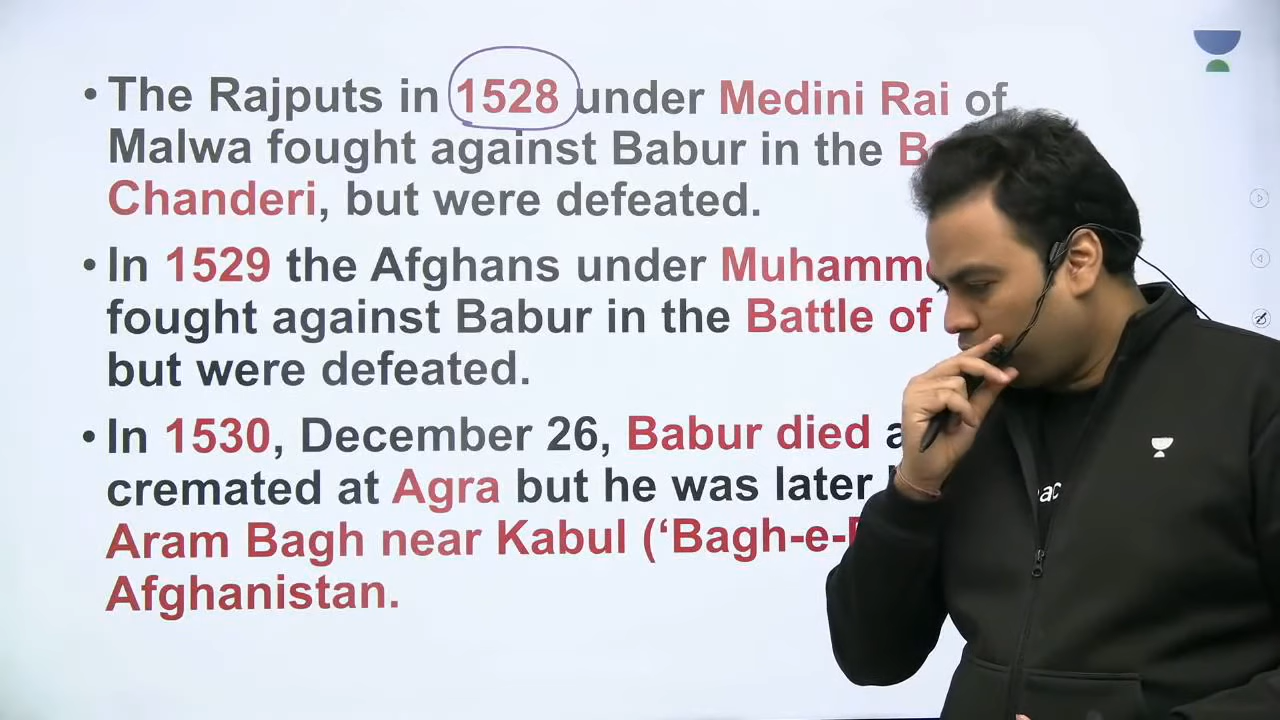 • The Rajputs in 1528 under Medini Rai of
Malwa fought against Babur in the
Chanderi, but were defeated.
• In 1529 the Afghans under
fought against Babur in the Battle of
but were defeated.
• In 1530, December 26, Babur died
cremated at Agra but he was later
Aram Bagh near Kabul (‘Bagh-e-
Afghanistan.